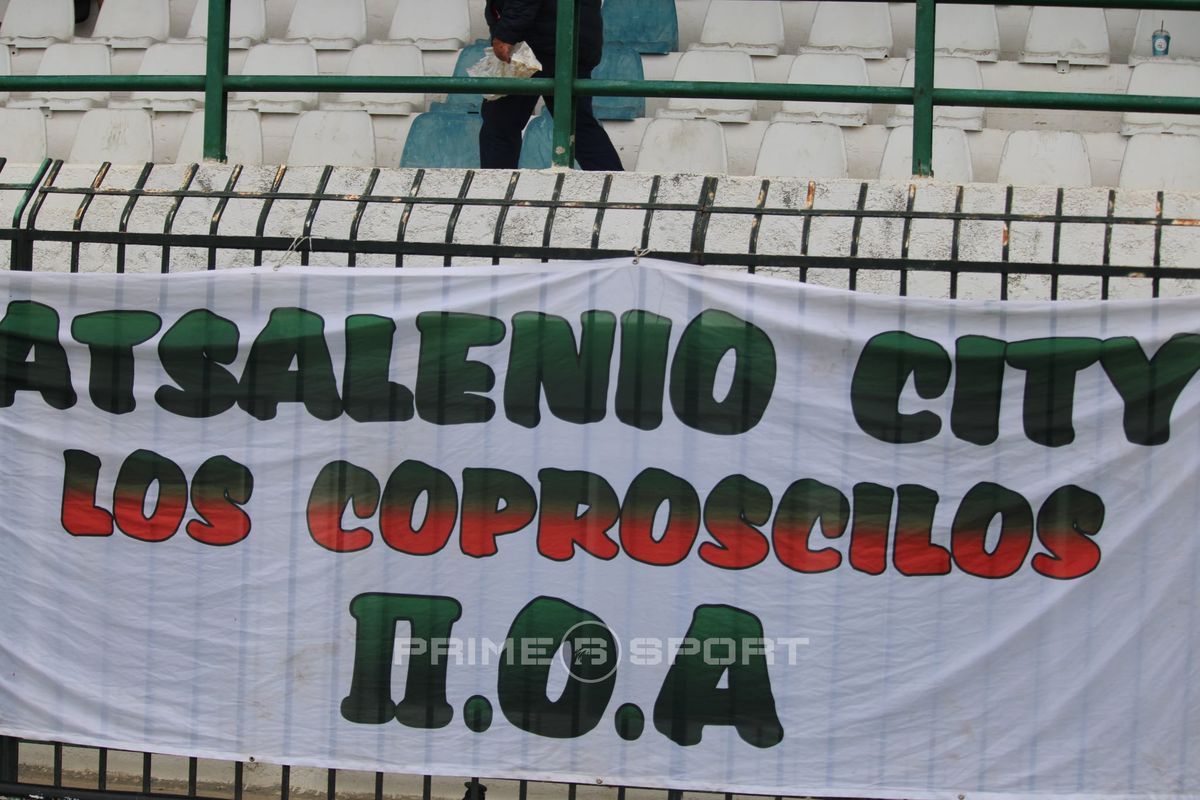 ATSALENIO CITY
LOS COPROSCILOS
Π.Ο.Α
PRIME SPORT